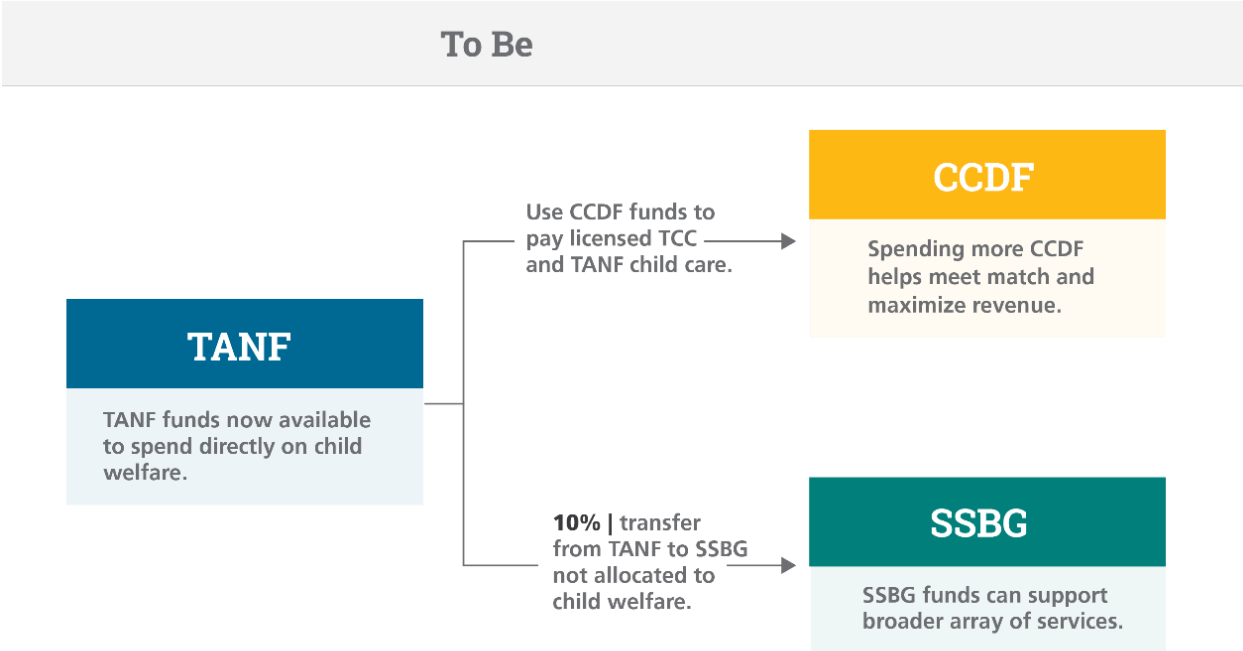 To Be
TANF
TANF funds now available
to spend directly on child
welfare.
Use CCDF funds to
pay licensed TCC
and TANF child care.
CCDF
Spending more CCDF
helps meet match and
maximize revenue.
10% | transfer
from TANF to SSBG
not allocated to
child welfare.
SSBG
SSBG funds can support
broader array of services.